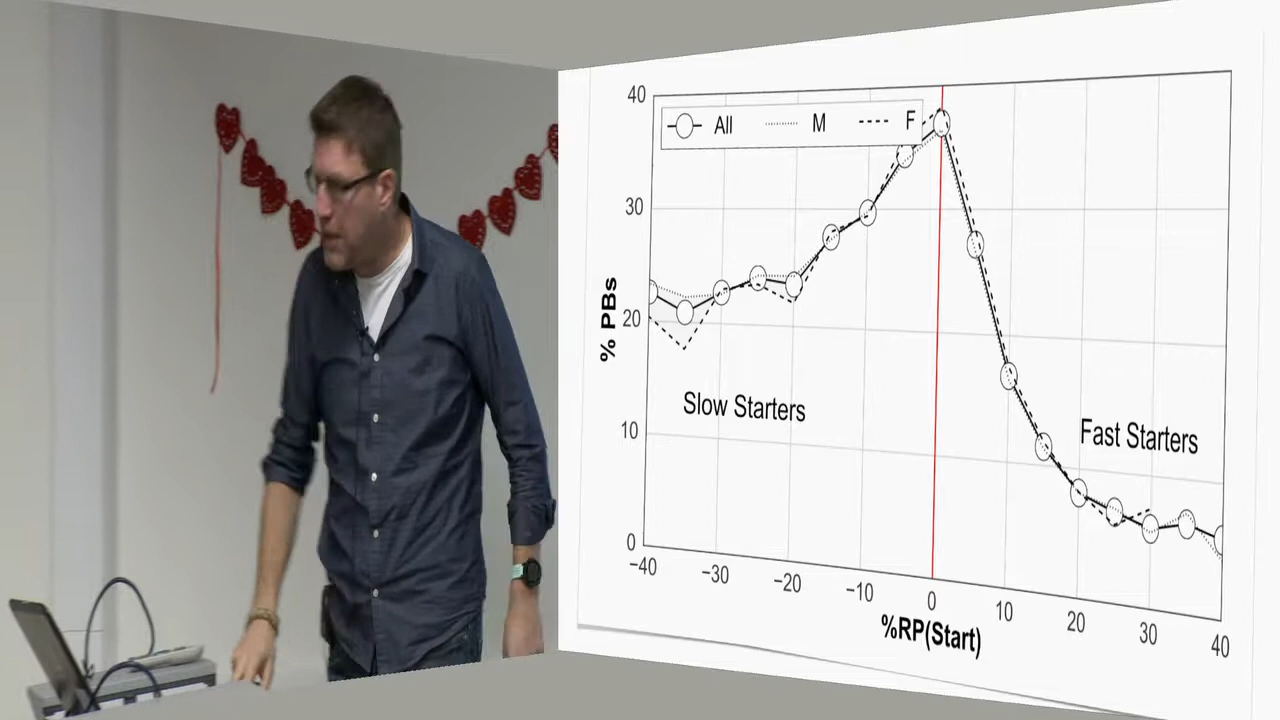 40
All M F
30
% PBs
20
Slow Starters
Fast Starters
10
0
−40 −30 −20 −10 0 10 20 30 40
%RP(Start)